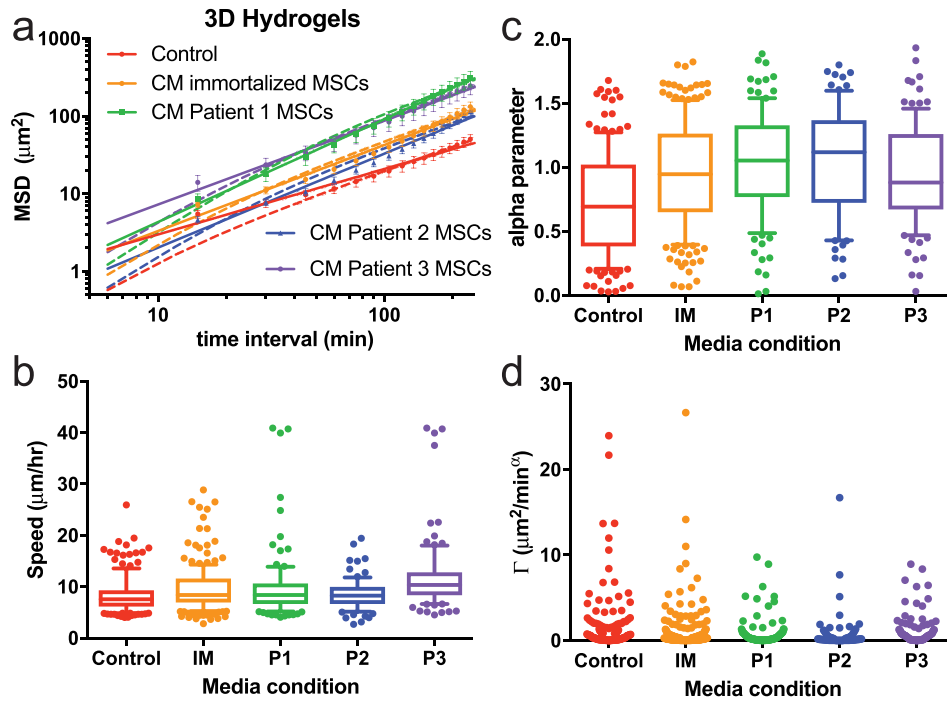 a
3D Hydrogels
1000
100
10
1
MSD (μm²)
Control
CM immortalized MSCs
CM Patient 1 MSCs
CM Patient 2 MSCs
CM Patient 3 MSCs
10
100
time interval (min)
c
2.0
1.5
1.0
0.5
0.0
alpha parameter
Control IM P1 P2 P3
Media condition
b
50
40
30
20
10
0
Speed (μm/hr)
Control IM P1 P2 P3
Media condition
d
30
20
10
0
Γ (μm²/minᵅ)
Control IM P1 P2 P3
Media condition